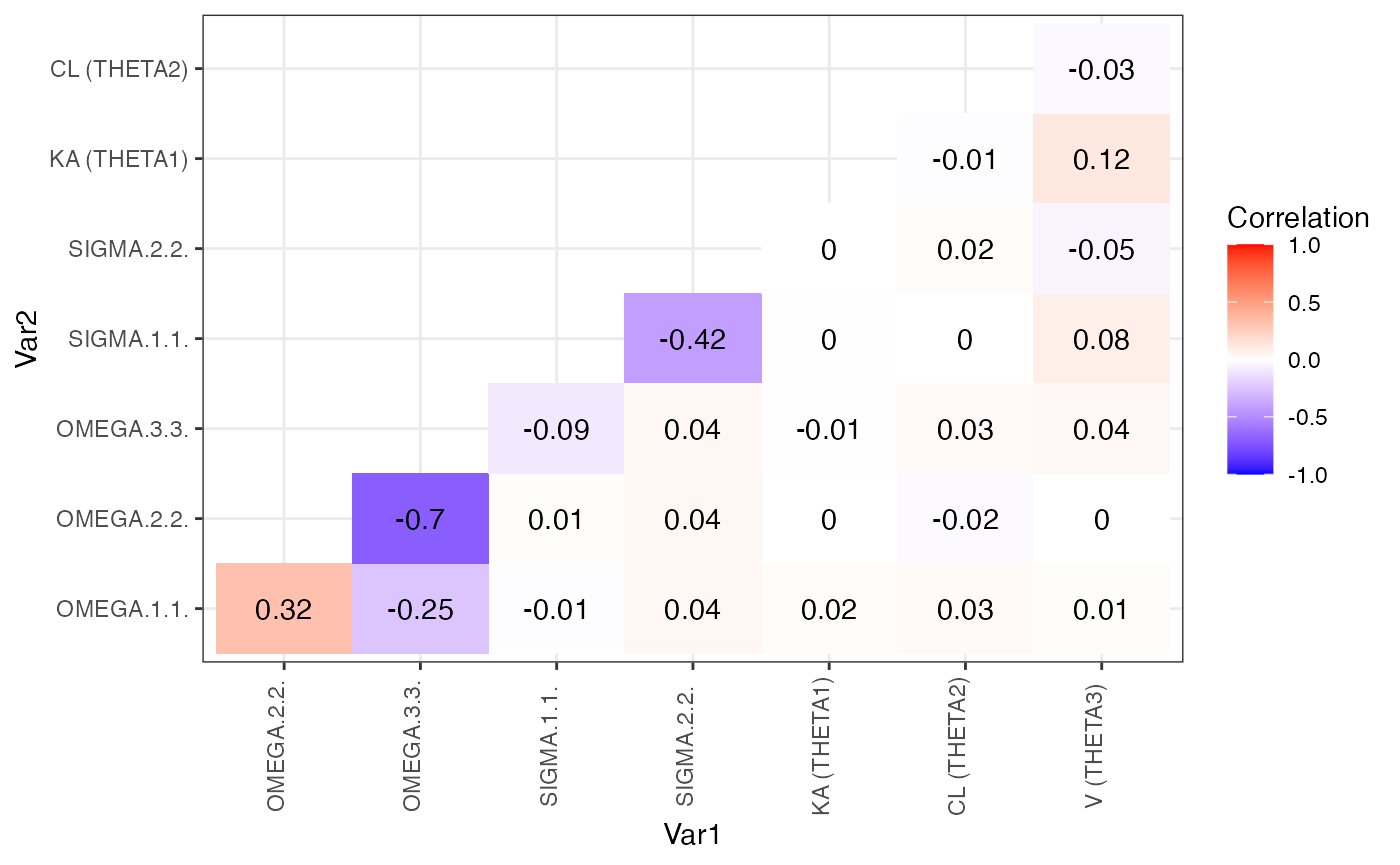 CL (THETA2) -0.03
KA (THETA1) -0.01 0.12
SIGMA.2.2. 0 0.02 -0.05
SIGMA.1.1. -0.42 0 0 0.08
OMEGA.3.3. -0.09 0.04 -0.01 0.03 0.04
OMEGA.2.2. -0.7 0.01 0.04 0 -0.02 0
OMEGA.1.1. 0.32 -0.25 -0.01 0.04 0.02 0.03 0.01
Var2
OMEGA.2.2. OMEGA.3.3. SIGMA.1.1. SIGMA.2.2. KA (THETA1) CL (THETA2) V (THETA3)
Var1
Correlation
1.0
0.5
0.0
-0.5
-1.0